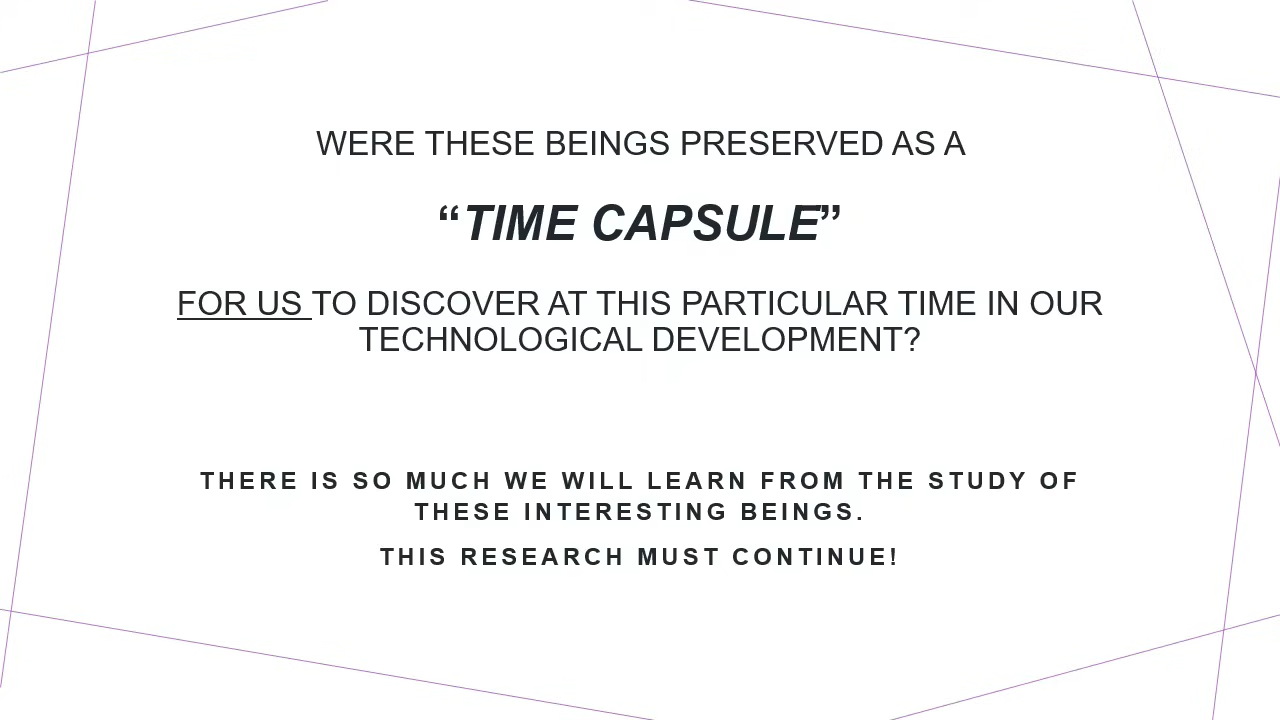 WERE THESE BEINGS PRESERVED AS A
“TIME CAPSULE”
FOR US TO DISCOVER AT THIS PARTICULAR TIME IN OUR
TECHNOLOGICAL DEVELOPMENT?
THERE IS SO MUCH WE WILL LEARN FROM THE STUDY OF
THESE INTERESTING BEINGS.
THIS RESEARCH MUST CONTINUE!